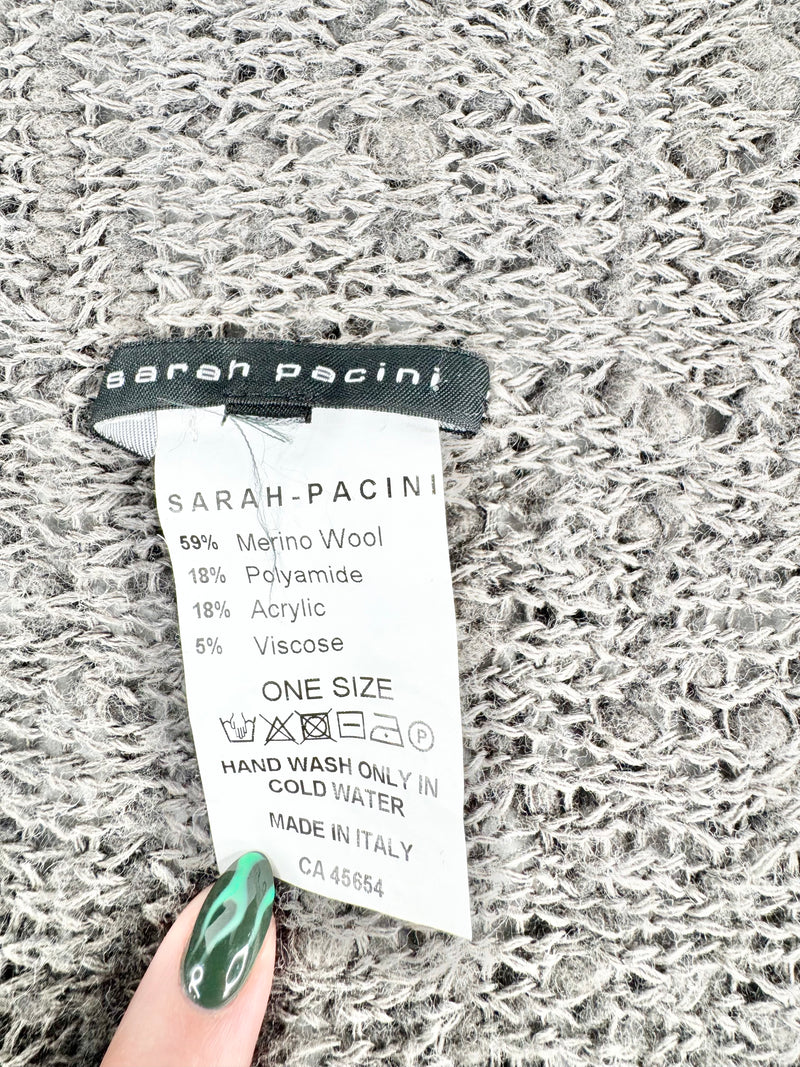 sarah pacini
SARAH-PACINI
59% Merino Wool
18% Polyamide
18% Acrylic
5% Viscose
ONE SIZE
P
HAND WASH ONLY IN
COLD WATER
MADE IN ITALY
CA 45654